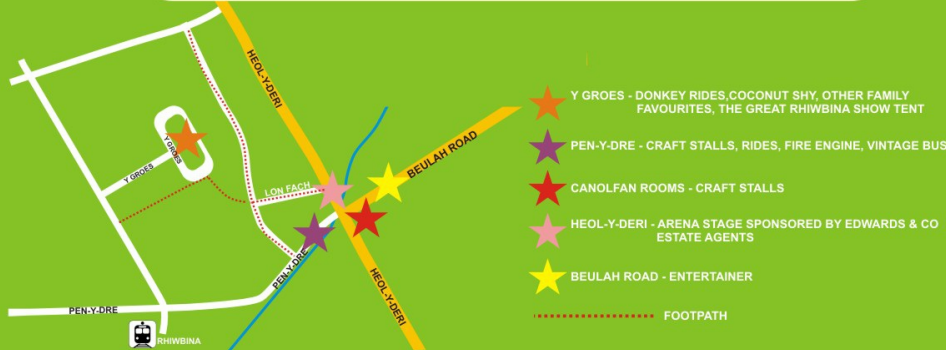 HEOL-Y-DERI
Y GROES
Y GROES
LON FACH
BEULAH ROAD
PEN-Y-DRE
HEOL-Y-DERI
PEN-Y-DRE
RHIWBINA
Y GROES - DONKEY RIDES,COCONUT SHY, OTHER FAMILY
FAVOURITES, THE GREAT RHIWBINA SHOW TENT
PEN-Y-DRE - CRAFT STALLS, RIDES, FIRE ENGINE, VINTAGE BUS
CANOLFAN ROOMS - CRAFT STALLS
HEOL-Y-DERI - ARENA STAGE SPONSORED BY EDWARDS & CO
ESTATE AGENTS
BEULAH ROAD - ENTERTAINER
FOOTPATH